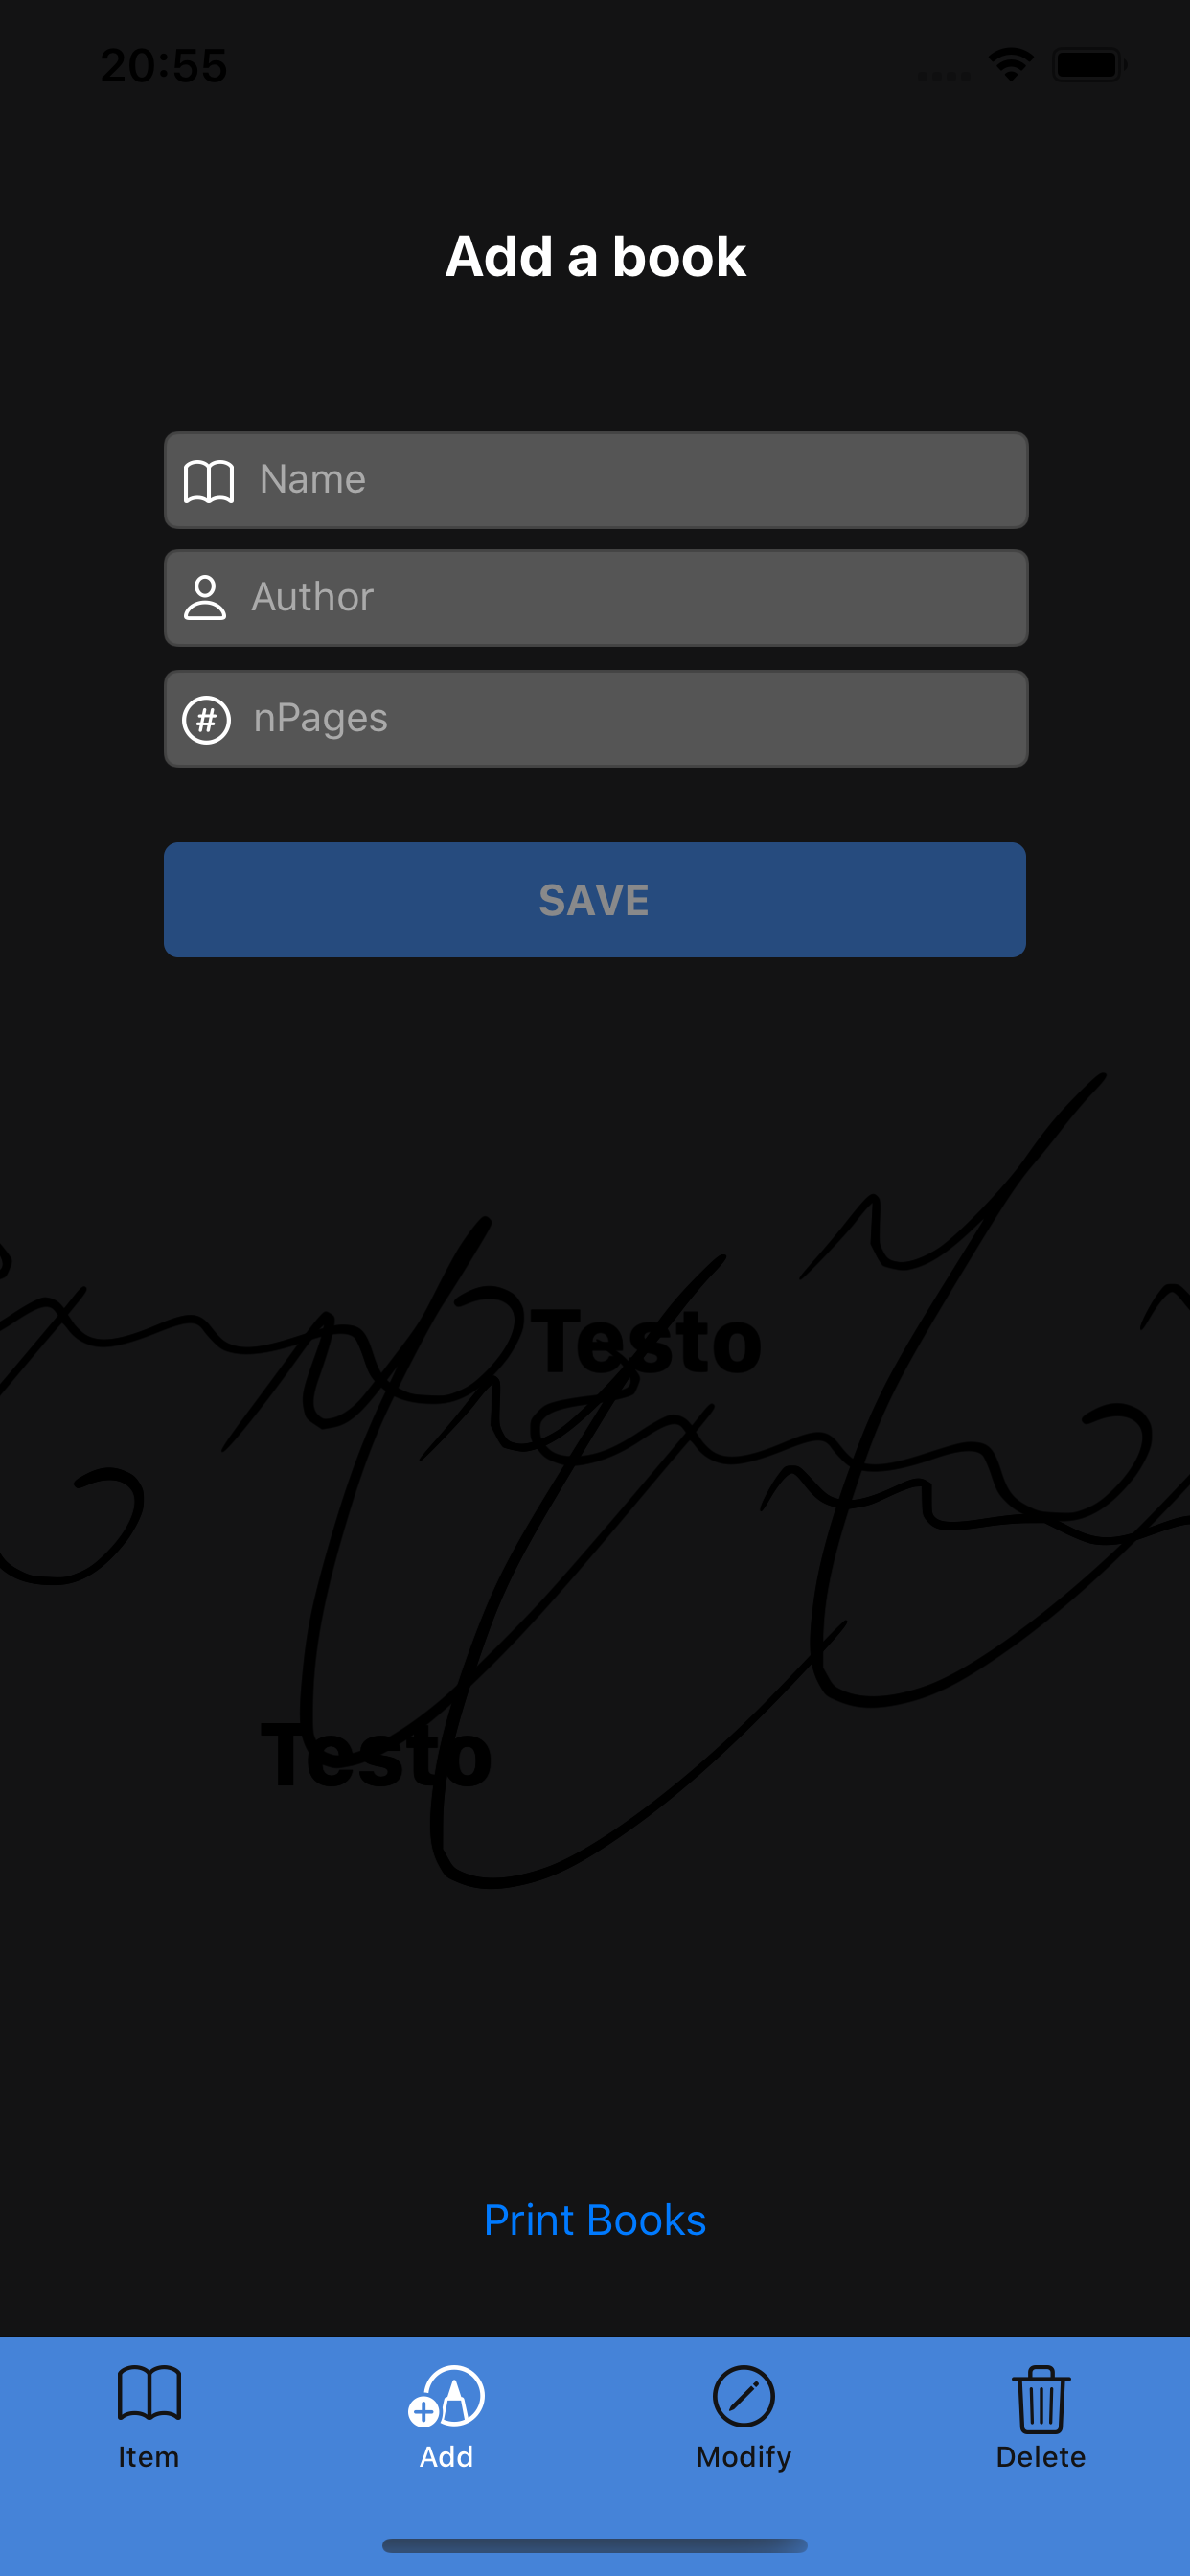 20:55
Add a book
Name
Author
# nPages
SAVE
Testo
Testo
Print Books
Item Add Modify Delete